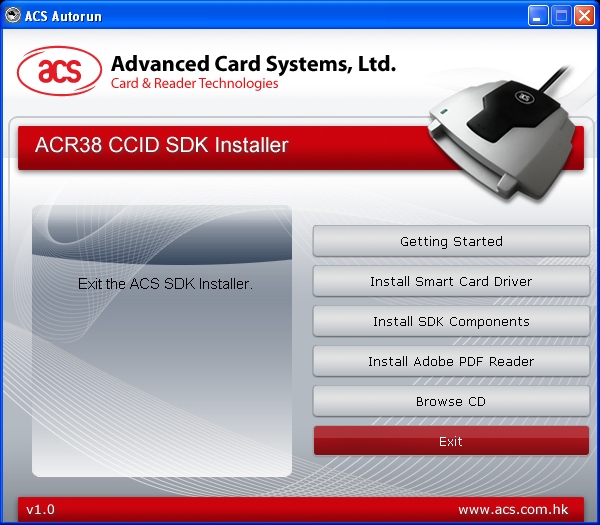 ACS Autorun
acs
Advanced Card Systems, Ltd.
Card & Reader Technologies
ACR38 CCID SDK Installer
acs
Exit the ACS SDK Installer.
Getting Started
Install Smart Card Driver
Install SDK Components
Install Adobe PDF Reader
Browse CD
Exit
v1.0
www.acs.com.hk